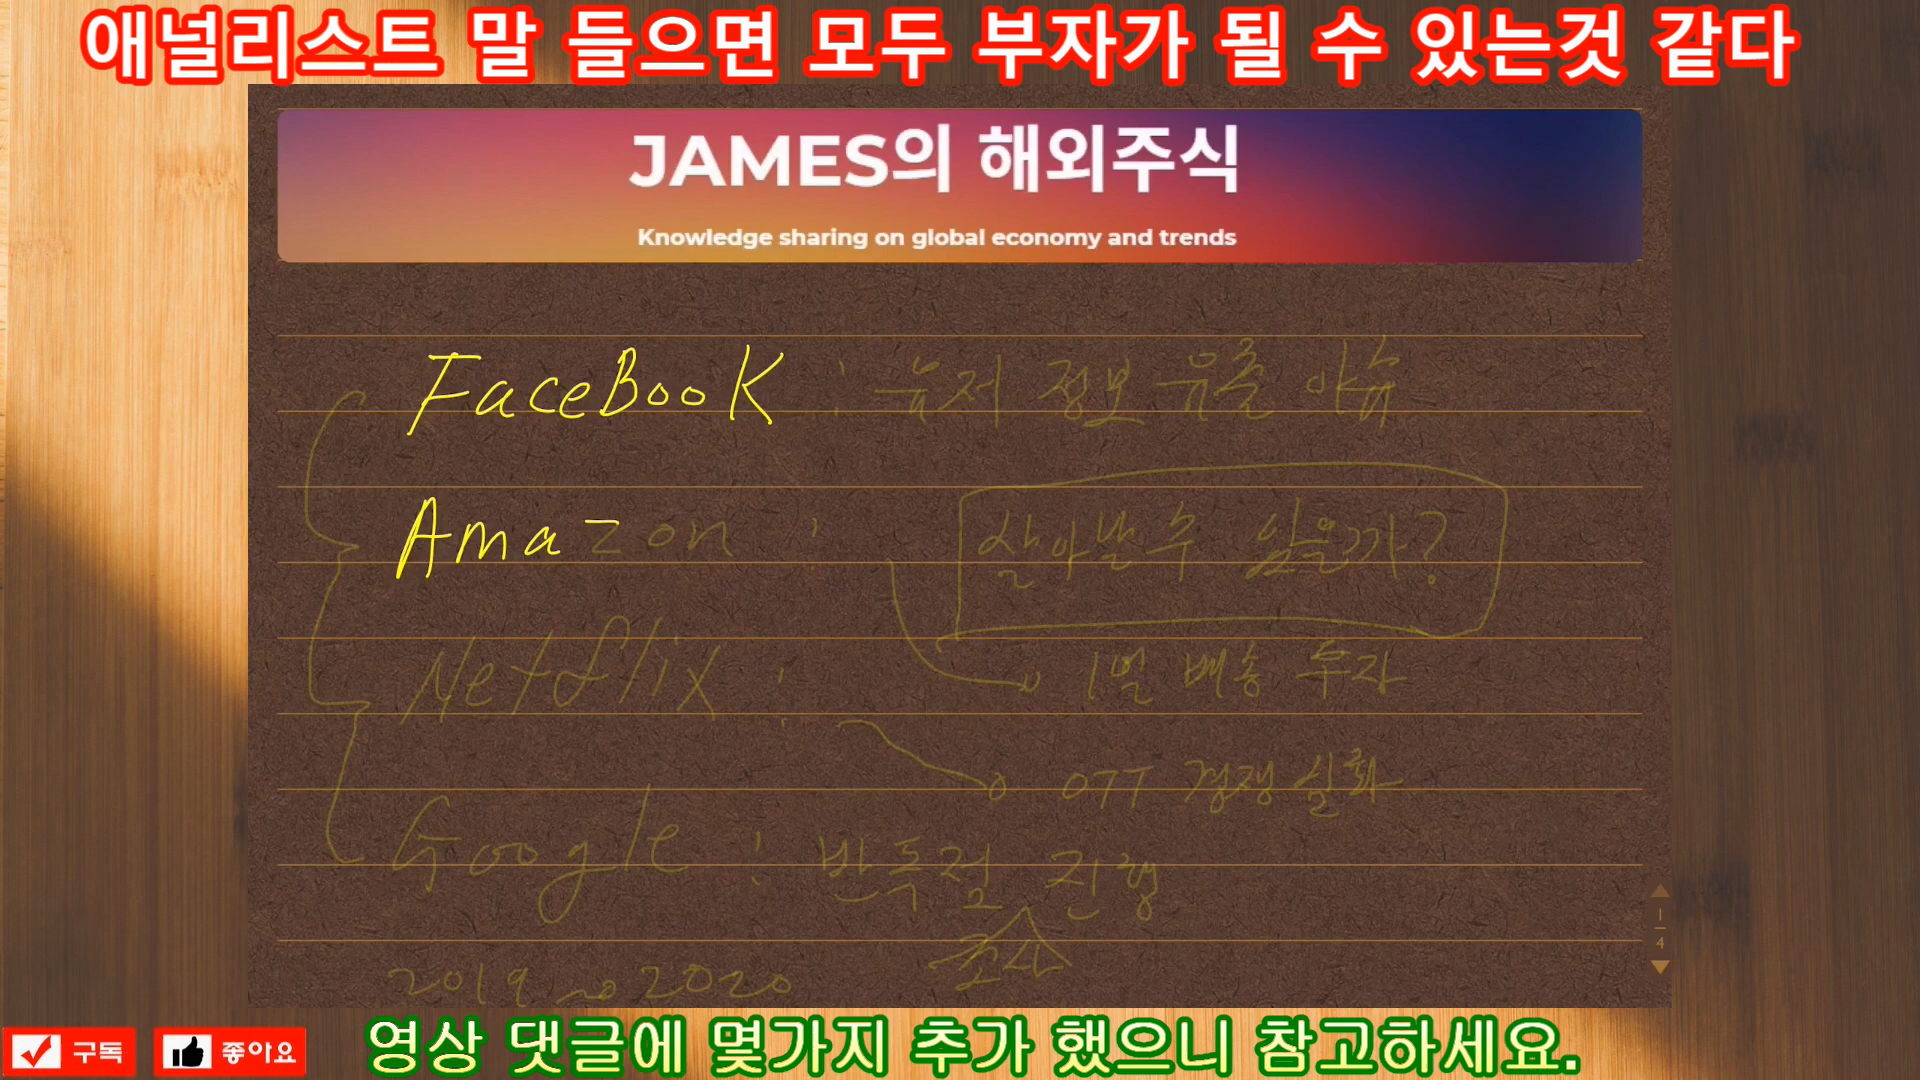 애널리스트 말 들으면 모두 부자가 될 수 있는것 같다
JAMES의 해외주식
Knowledge sharing on global economy and trends
FaceBooK : 유저 정보 유출 이슈
Amazon : 살아날 수 있을까?
1일 배송 투자
Netflix :
OTT 경쟁 심화
Google : 반독점 진행
조사
2019 ~ 2020
1
4
구독
좋아요
영상 댓글에 몇가지 추가 했으니 참고하세요.